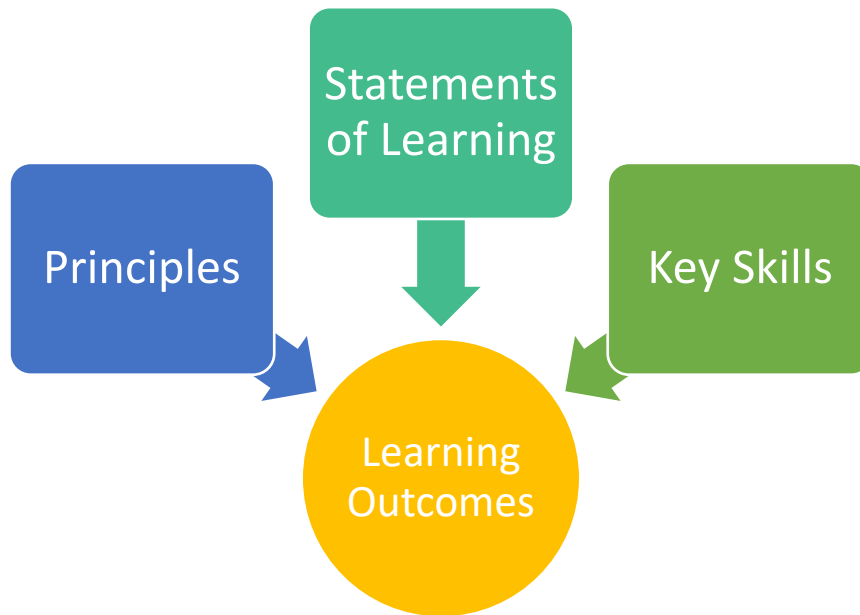 Statements
of Learning
Principles
Key Skills
Learning
Outcomes